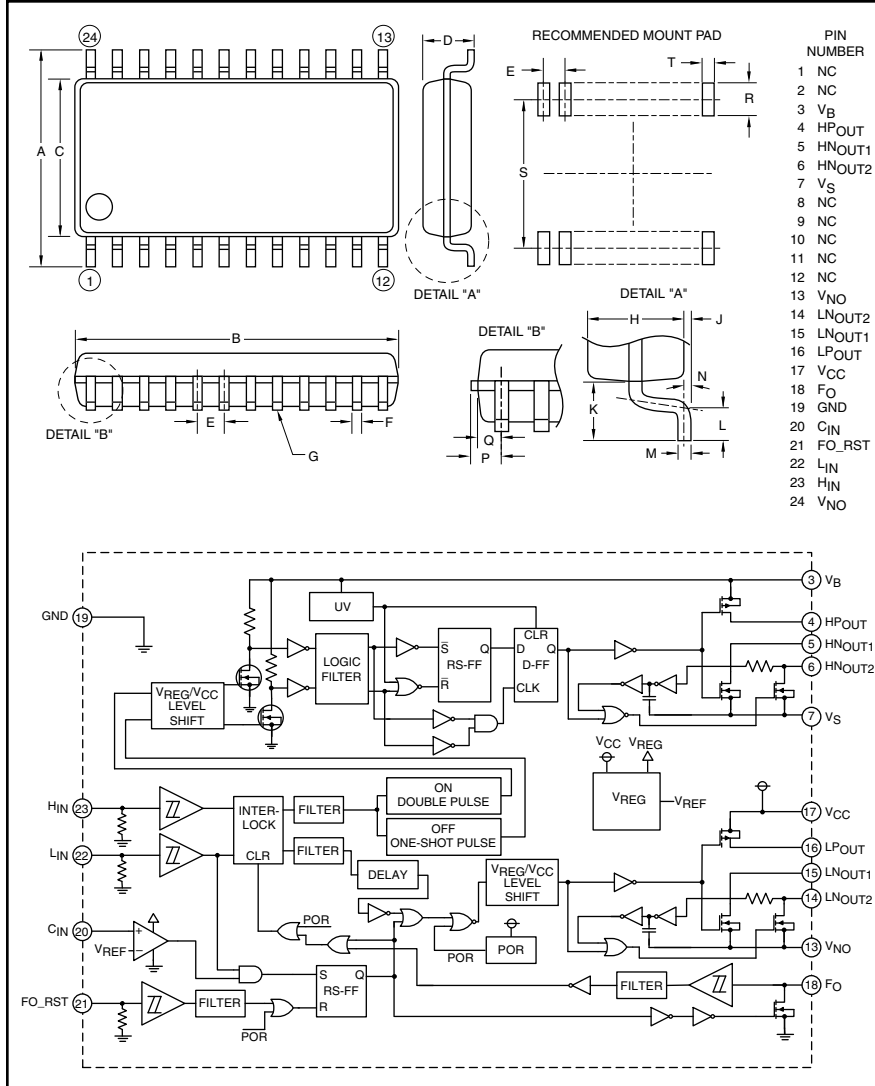 24
13
D
RECOMMENDED MOUNT PAD
E
T
R
A
C
S
1
12
DETAIL "A"
DETAIL "A"
B
DETAIL "B"
H
J
N
K
L
M
E
F
G
DETAIL "B"
Q
P
PIN
NUMBER
1 NC
2 NC
3 VB
4 HPOUT
5 HNOUT1
6 HNOUT2
7 VS
8 NC
9 NC
10 NC
11 NC
12 NC
13 VNO
14 LNOUT2
15 LNOUT1
16 LPOUT
17 VCC
18 FO
19 GND
20 CIN
21 FO_RST
22 LIN
23 HIN
24 VNO
3 VB
UV
GND 19
4 HPOUT
CLR
5 HNOUT1
S Q
D Q
LOGIC
FILTER
RS-FF
D-FF
6 HNOUT2
R
CLK
VREG/VCC
LEVEL
SHIFT
7 VS
VCC VREG
VREG
VREF
HIN 23
INTER-
LOCK
CLR
FILTER
ON
DOUBLE PULSE
OFF
ONE-SHOT PULSE
17 VCC
16 LPOUT
LIN 22
FILTER
DELAY
VREG/VCC
LEVEL
SHIFT
15 LNOUT1
14 LNOUT2
CIN 20
+
VREF
−
POR
POR
POR
13 VNO
S Q
RS-FF
R
FILTER
18 FO
FO_RST 21
FILTER
POR